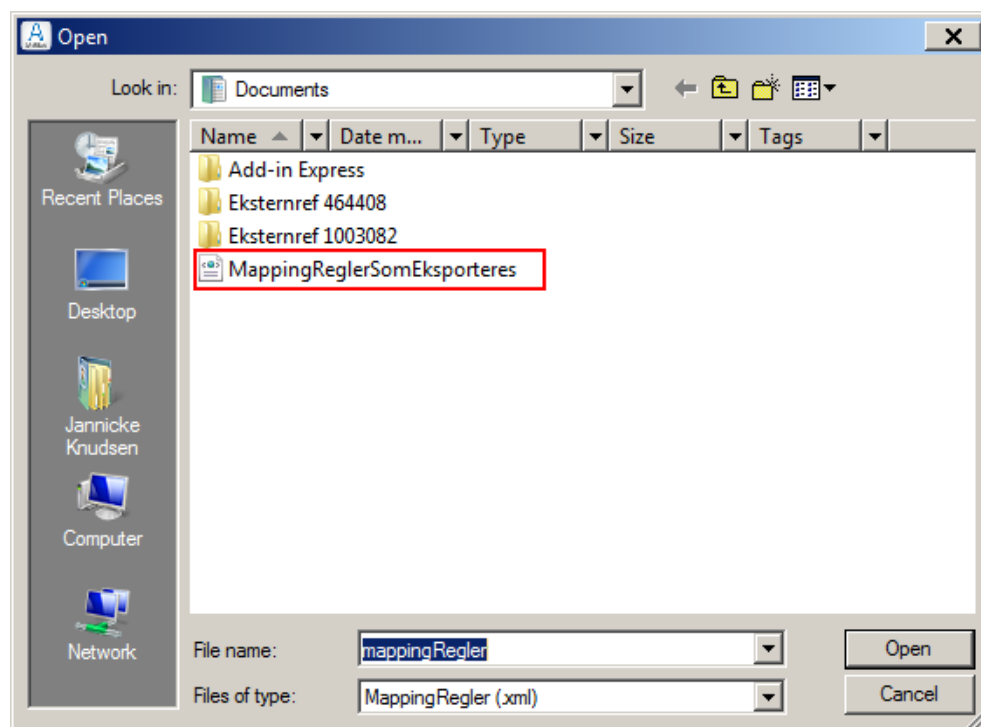 Open
Look in:
Documents
Name
Date m...
Type
Size
Tags
Add-in Express
Eksternref 464408
Eksternref 1003082
MappingReglerSomEksporteres
Recent Places
Desktop
Jannicke
Knudsen
Computer
Network
File name:
mappingRegler
Open
Files of type:
MappingRegler (.xml)
Cancel